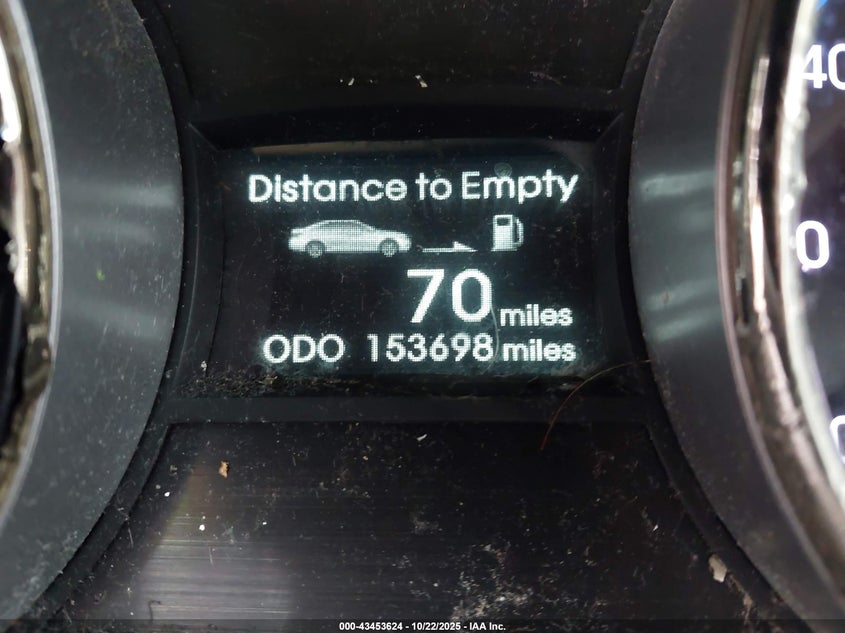 Distance to Empty
70 miles
ODO 153698 miles
40
0
000-43453624 - 10/22/2025 - IAA Inc.